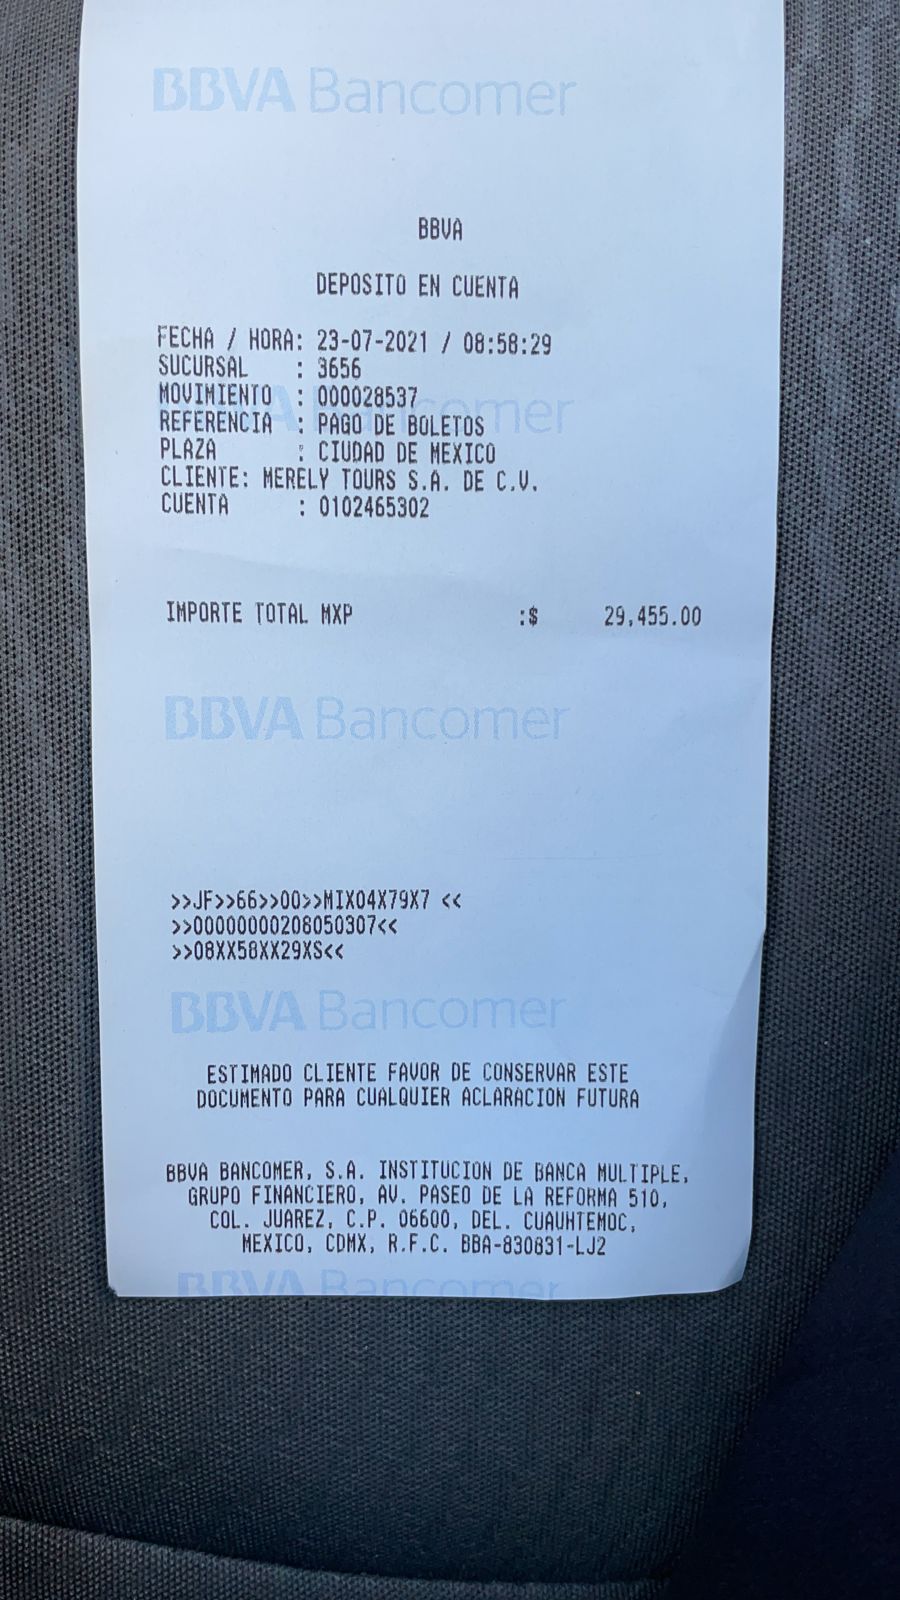 BBVA Bancomer
BBVA
DEPOSITO EN CUENTA
FECHA / HORA: 23-07-2021 / 08:58:29
SUCURSAL : 3656
MOVIMIENTO : 000028537
BBVA Bancomer
REFERENCIA : PAGO DE BOLETOS
PLAZA : CIUDAD DE MEXICO
CLIENTE: MERELY TOURS S.A. DE C.V.
CUENTA : 0102465302
IMPORTE TOTAL MXP :$ 29,455.00
BBVA Bancomer
>>JF>>66>>00>>MIX04X79X7 <<
>>00000000208050307<<
>>08XX58XX29XS<<
BBVA Bancomer
ESTIMADO CLIENTE FAVOR DE CONSERVAR ESTE
DOCUMENTO PARA CUALQUIER ACLARACION FUTURA
BBVA BANCOMER, S.A. INSTITUCION DE BANCA MULTIPLE,
GRUPO FINANCIERO, AV. PASEO DE LA REFORMA 510,
COL. JUAREZ, C.P. 06600, DEL. CUAUHTEMOC,
MEXICO, CDMX, R.F.C. BBA-830831-LJ2
BBVA Bancomer